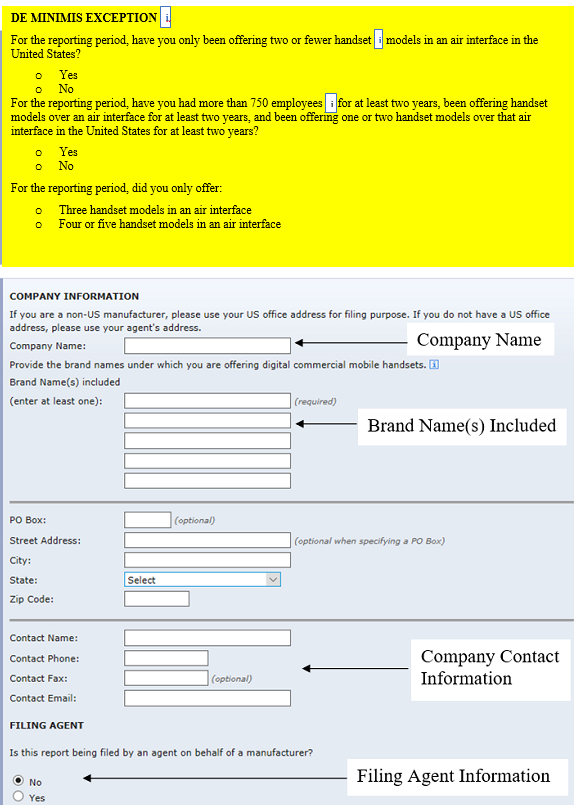 DE MINIMIS EXCEPTION i
For the reporting period, have you only been offering two or fewer handset i models in an air interface in the
United States?
o Yes
o No
For the reporting period, have you had more than 750 employees i for at least two years, been offering handset
models over an air interface for at least two years, and been offering one or two handset models over that air
interface in the United States for at least two years?
o Yes
o No
For the reporting period, did you only offer:
o Three handset models in an air interface
o Four or five handset models in an air interface
COMPANY INFORMATION
If you are a non-US manufacturer, please use your US office address for filing purpose. If you do not have a US office
address, please use your agent's address.
Company Name: Company Name
Provide the brand names under which you are offering digital commercial mobile handsets. i
Brand Name(s) included
(enter at least one): (required)
Brand Name(s) Included
PO Box: (optional)
Street Address: (optional when specifying a PO Box)
City:
State: Select
Zip Code:
Contact Name:
Contact Phone:
Contact Fax: (optional)
Contact Email:
Company Contact
Information
FILING AGENT
Is this report being filed by an agent on behalf of a manufacturer?
No
Yes
Filing Agent Information